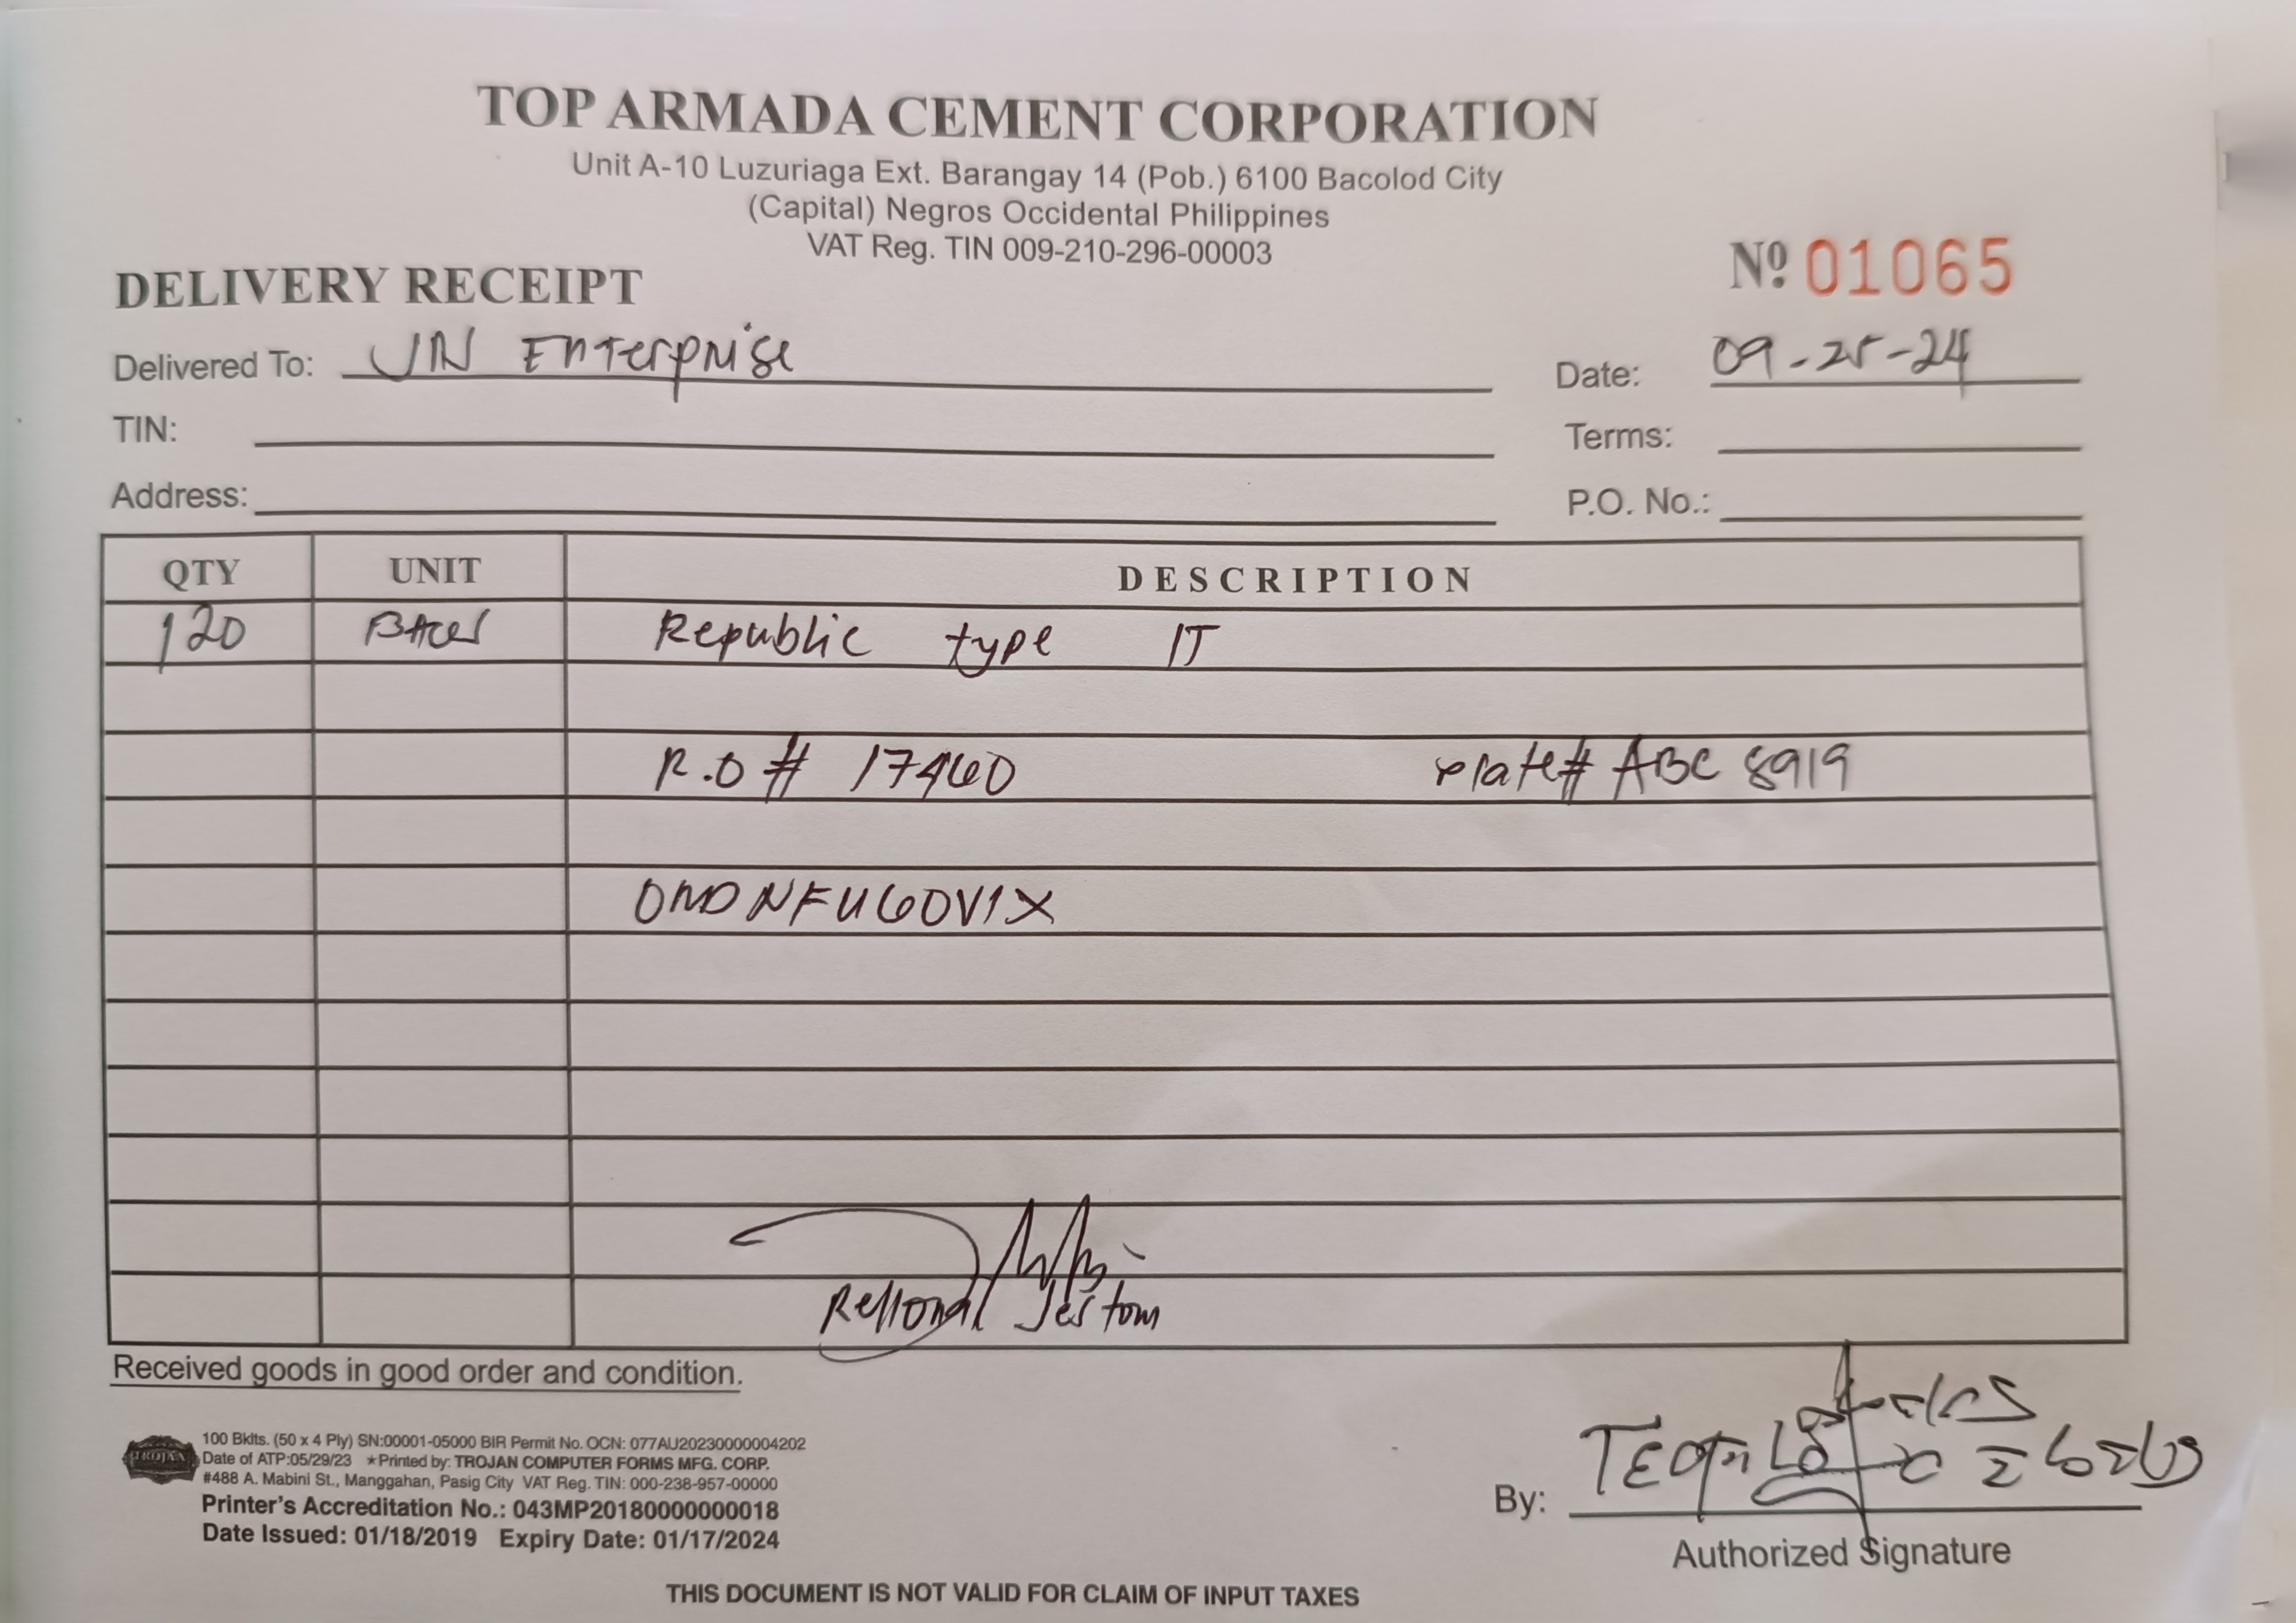 TOP ARMADA CEMENT CORPORATION
Unit A-10 Luzuriaga Ext. Barangay 14 (Pob.) 6100 Bacolod City
(Capital) Negros Occidental Philippines
VAT Reg. TIN 009-210-296-00003
DELIVERY RECEIPT
Nº 01065
Delivered To: JN Enterprise
Date: 09-25-24
TIN:
Terms:
Address:
P.O. No.:
QTY UNIT DESCRIPTION
120 Republic type 1T
R.O # 17460 Plate# ABC 8919
OMDNFU60V1X
Jestom
Received goods in good order and condition.
TROJAN
100 Bklts. (50 x 4 Ply) SN:00001-05000 BIR Permit No. OCN: 077AU20230000004202
Date of ATP:05/29/23 ★Printed by: TROJAN COMPUTER FORMS MFG. CORP.
#488 A. Mabini St., Manggahan, Pasig City VAT Reg. TIN: 000-238-957-00000
Printer's Accreditation No.: 043MP20180000000018
Date Issued: 01/18/2019 Expiry Date: 01/17/2024
By:
Authorized Signature
THIS DOCUMENT IS NOT VALID FOR CLAIM OF INPUT TAXES